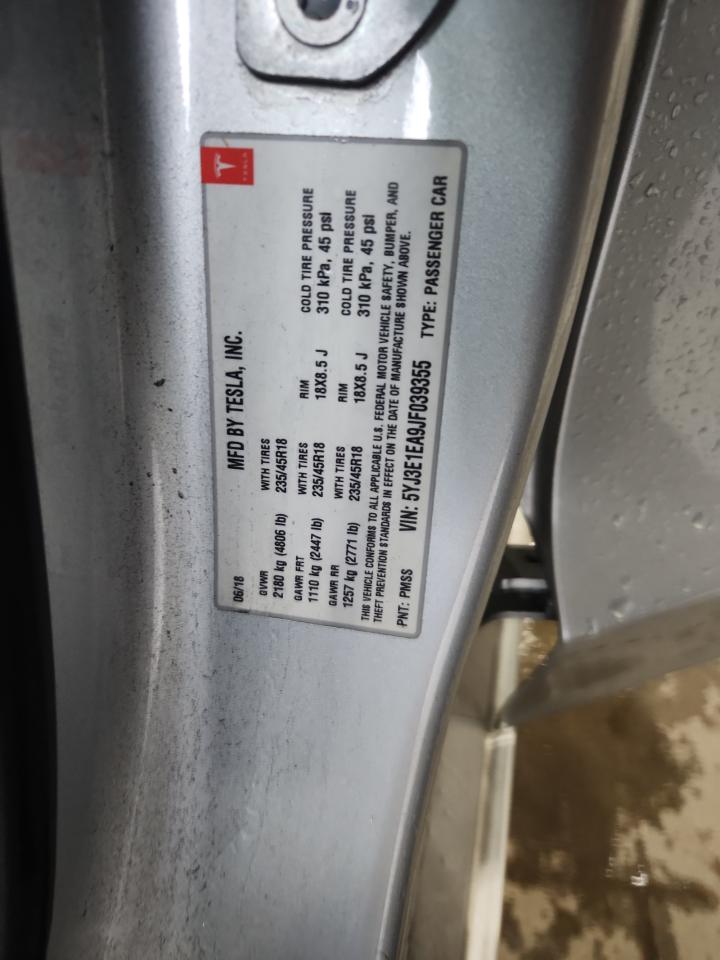 TESLA
MFD BY TESLA, INC.
06/18
GVWR WITH TIRES
2180 kg (4806 lb) 235/45R18
GAWR FRT WITH TIRES RIM COLD TIRE PRESSURE
1110 kg (2447 lb) 235/45R18 18X8.5 J 310 kPa, 45 psi
GAWR RR WITH TIRES RIM COLD TIRE PRESSURE
1257 kg (2771 lb) 235/45R18 18X8.5 J 310 kPa, 45 psi
THIS VEHICLE CONFORMS TO ALL APPLICABLE U.S. FEDERAL MOTOR VEHICLE SAFETY, BUMPER, AND
THEFT PREVENTION STANDARDS IN EFFECT ON THE DATE OF MANUFACTURE SHOWN ABOVE.
PNT: PMSS VIN: 5YJ3E1EA9JF039355 TYPE: PASSENGER CAR